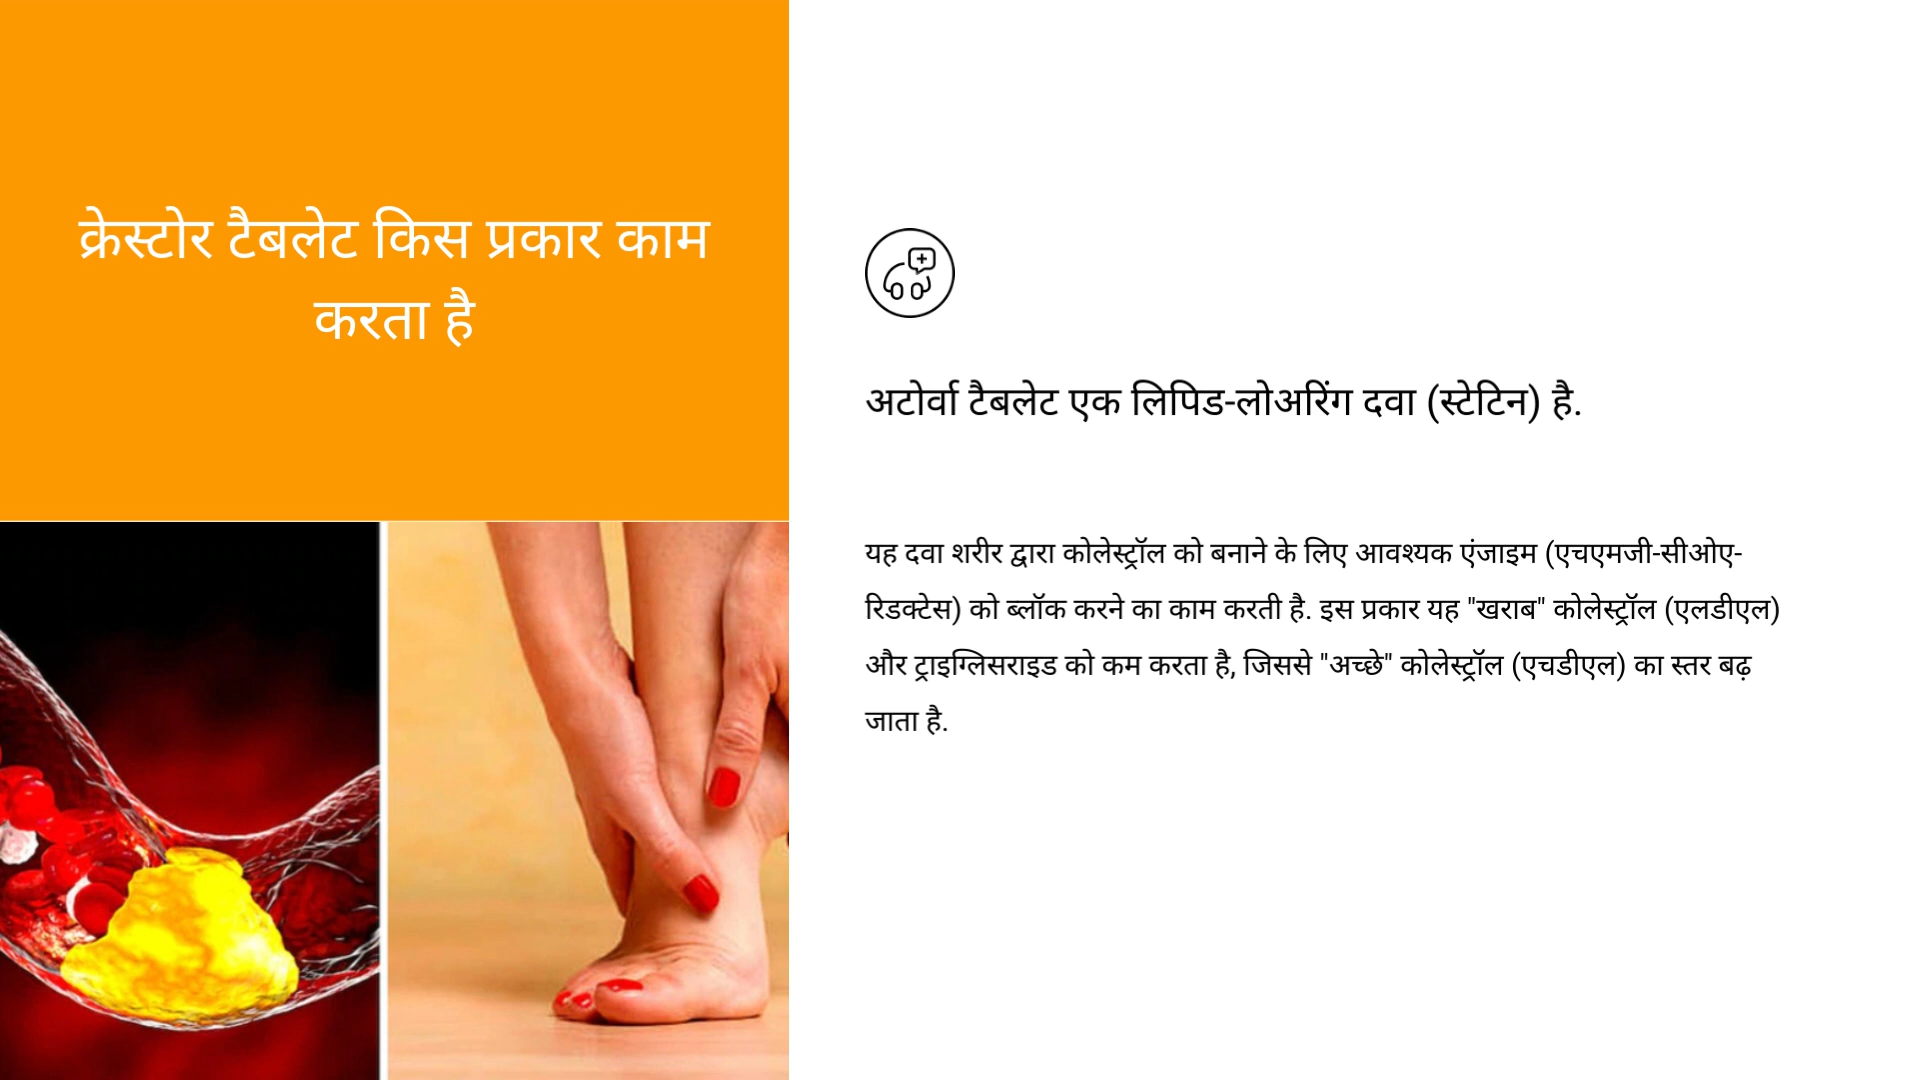 क्रेस्टोर टैबलेट किस प्रकार काम
करता है
अटोर्वा टैबलेट एक लिपिड-लोअरिंग दवा (स्टेटिन) है.
यह दवा शरीर द्वारा कोलेस्ट्रॉल को बनाने के लिए आवश्यक एंजाइम (एचएमजी-सीओए-
रिडक्टेस) को ब्लॉक करने का काम करती है. इस प्रकार यह "खराब" कोलेस्ट्रॉल (एलडीएल)
और ट्राइग्लिसराइड को कम करता है, जिससे "अच्छे" कोलेस्ट्रॉल (एचडीएल) का स्तर बढ़
जाता है.